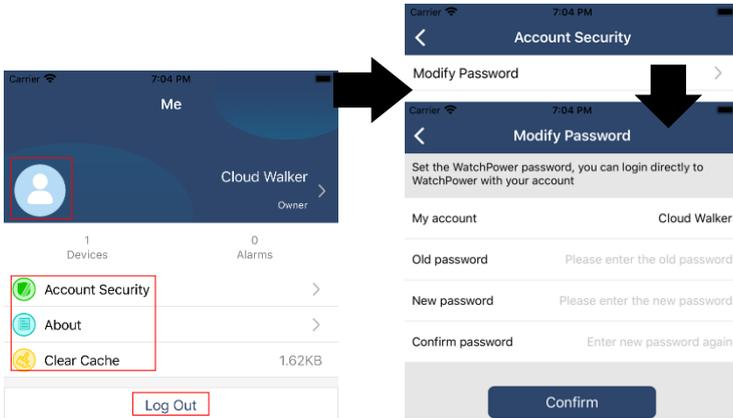 Carrier 7:04 PM
Me
Cloud Walker
Owner
1 0
Devices Alarms
Account Security
About
Clear Cache 1.62KB
Log Out
Carrier 7:04 PM
Account Security
Modify Password
Carrier 7:04 PM
Modify Password
Set the WatchPower password, you can login directly to
WatchPower with your account
My account Cloud Walker
Old password Please enter the old password
New password Please enter the new password
Confirm password Enter new password again
Confirm